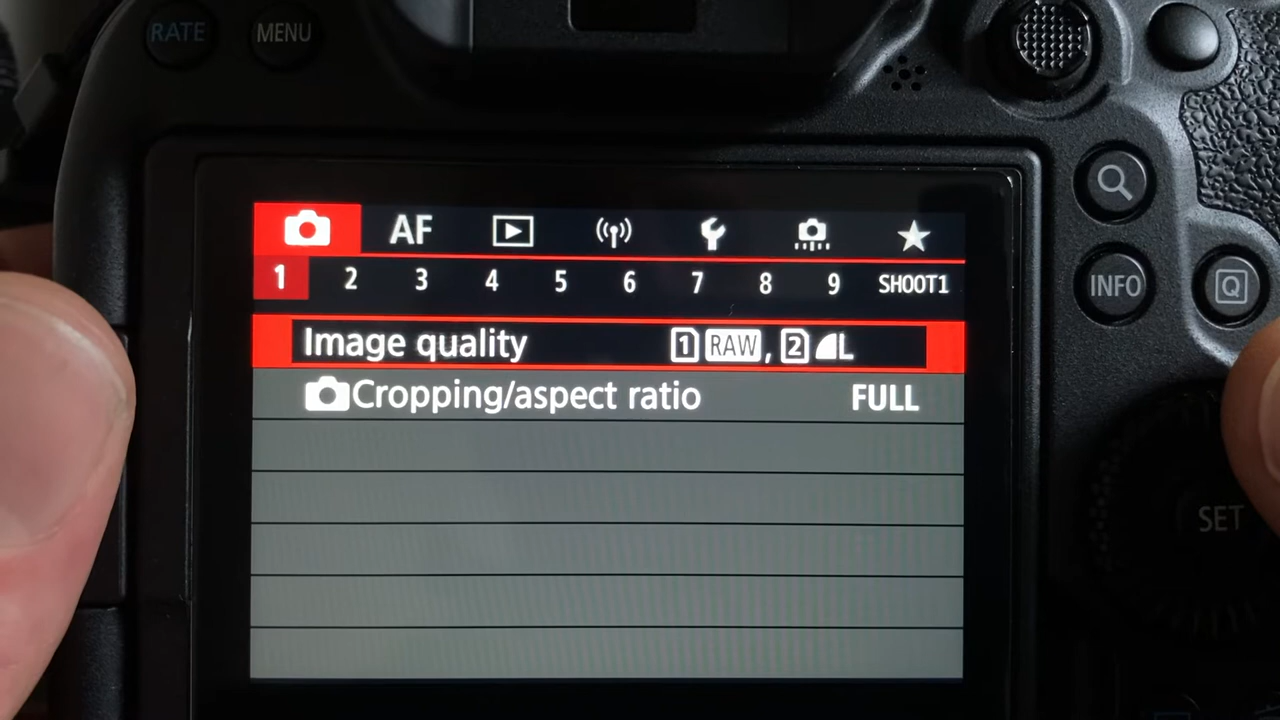 RATE MENU
AF
1 2 3 4 5 6 7 8 9 SHOOT1
Image quality 1 RAW, 2 L
Cropping/aspect ratio FULL
INFO Q
SET